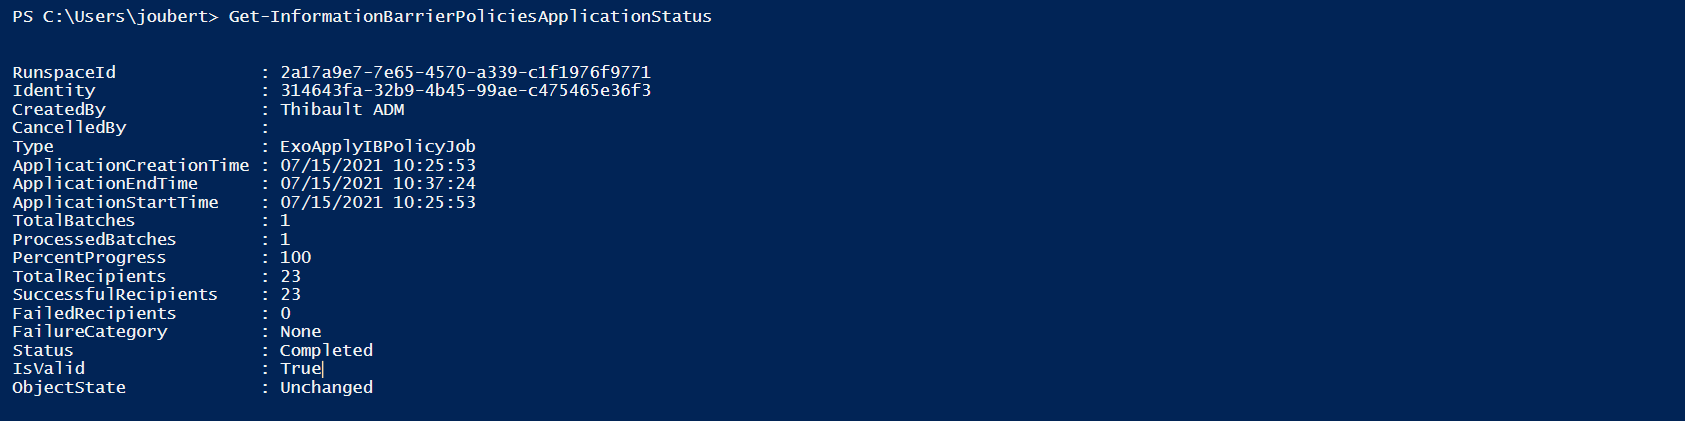 PS C:\Users\joubert> Get-InformationBarrierPoliciesApplicationStatus
RunspaceId : 2a17a9e7-7e65-4570-a339-c1f1976f9771
Identity : 314643fa-32b9-4b45-99ae-c475465e36f3
CreatedBy : Thibault ADM
CancelledBy :
Type : ExoApplyIBPolicyJob
ApplicationCreationTime : 07/15/2021 10:25:53
ApplicationEndTime : 07/15/2021 10:37:24
ApplicationStartTime : 07/15/2021 10:25:53
TotalBatches : 1
ProcessedBatches : 1
PercentProgress : 100
TotalRecipients : 23
SuccessfulRecipients : 23
FailedRecipients : 0
FailureCategory : None
Status : Completed
IsValid : True
ObjectState : Unchanged